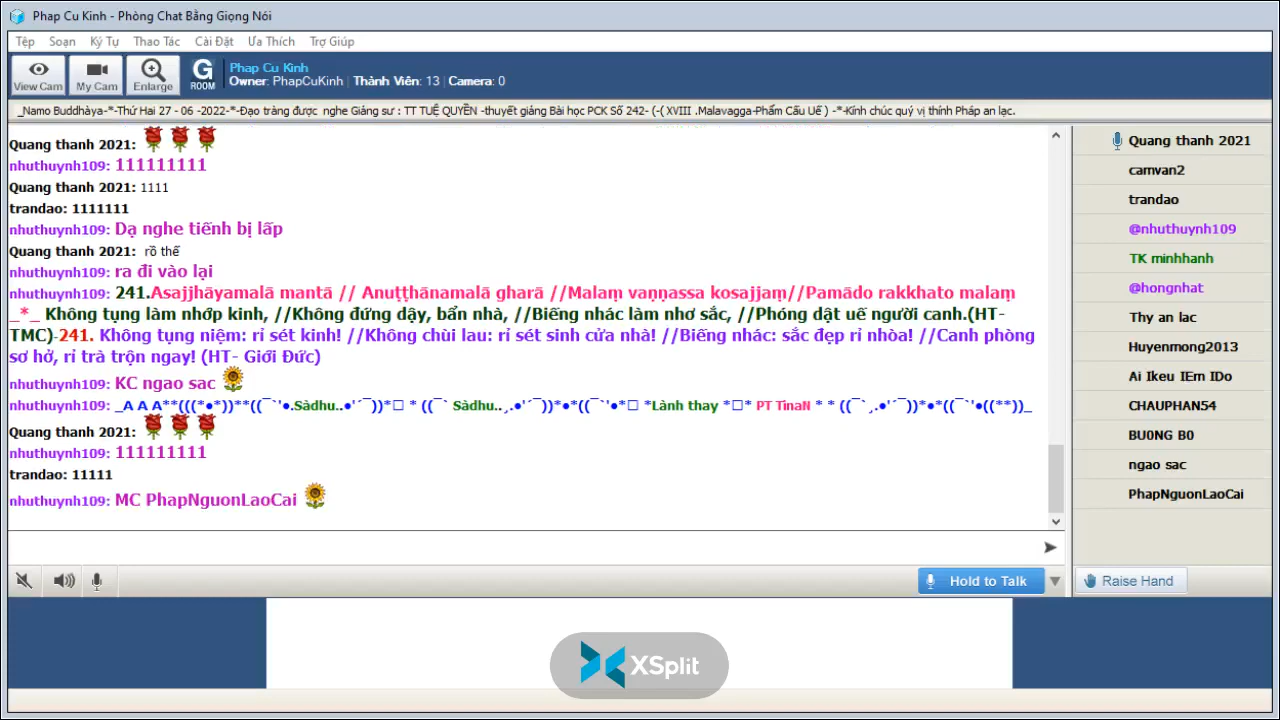 Phap Cu Kinh - Phòng Chat Bằng Giọng Nói
Tệp Soạn Ký Tự Thao Tác Cài Đặt Ưa Thích Trợ Giúp
View Cam My Cam Enlarge G ROOM
Phap Cu Kinh
Owner: PhapCuKinh | Thành Viên: 13 | Camera: 0
_Namo Buddhàya-*-Thứ Hai 27 - 06 -2022-*-Đạo tràng được nghe Giảng sư : TT TUỆ QUYỀN -thuyết giảng Bài học PCK Số 242- (-( XVIII .Malavagga-Phẩm Cấu Uế ) -*-Kính chúc quý vị thính Pháp an lạc.
Quang thanh 2021:
nhuthuynh109: 111111111
Quang thanh 2021: 1111
trandao: 1111111
nhuthuynh109: Dạ nghe tiếnh bị lấp
Quang thanh 2021: rồ thế
nhuthuynh109: ra đi vào lại
nhuthuynh109: 241.Asajjhāyamalā mantā // Anuṭṭhānamalā gharā //Malaṃ vaṇṇassa kosajjaṃ//Pamādo rakkhato malaṃ
_*_ Không tụng làm nhớp kinh, //Không đứng dậy, bẩn nhà, //Biếng nhác làm nhơ sắc, //Phóng dật uế người canh.(HT-
TMC)-241. Không tụng niệm: rỉ sét kinh! //Không chùi lau: rỉ sét sinh cửa nhà! //Biếng nhác: sắc đẹp rỉ nhòa! //Canh phòng
sơ hở, rỉ trà trộn ngay! (HT- Giới Đức)
nhuthuynh109: KC ngao sac
nhuthuynh109: _A A A**(((*●*))**((¯`'●.Sàdhu..●'´¯))*□ * ((¯` Sàdhu..¸.●'´¯))*●*((¯`'●*□ *Lành thay *□* PT TinaN * * ((¯`¸.●'´¯))*●*((¯`'●((**))_
Quang thanh 2021:
nhuthuynh109: 111111111
trandao: 11111
nhuthuynh109: MC PhapNguonLaoCai
Hold to Talk
Quang thanh 2021
camvan2
trandao
@nhuthuynh109
TK minhhanh
@hongnhat
Thy an lac
Huyenmong2013
Ai Ikeu IEm IDo
CHAUPHAN54
BU0NG B0
ngao sac
PhapNguonLaoCai
Raise Hand
XSplit